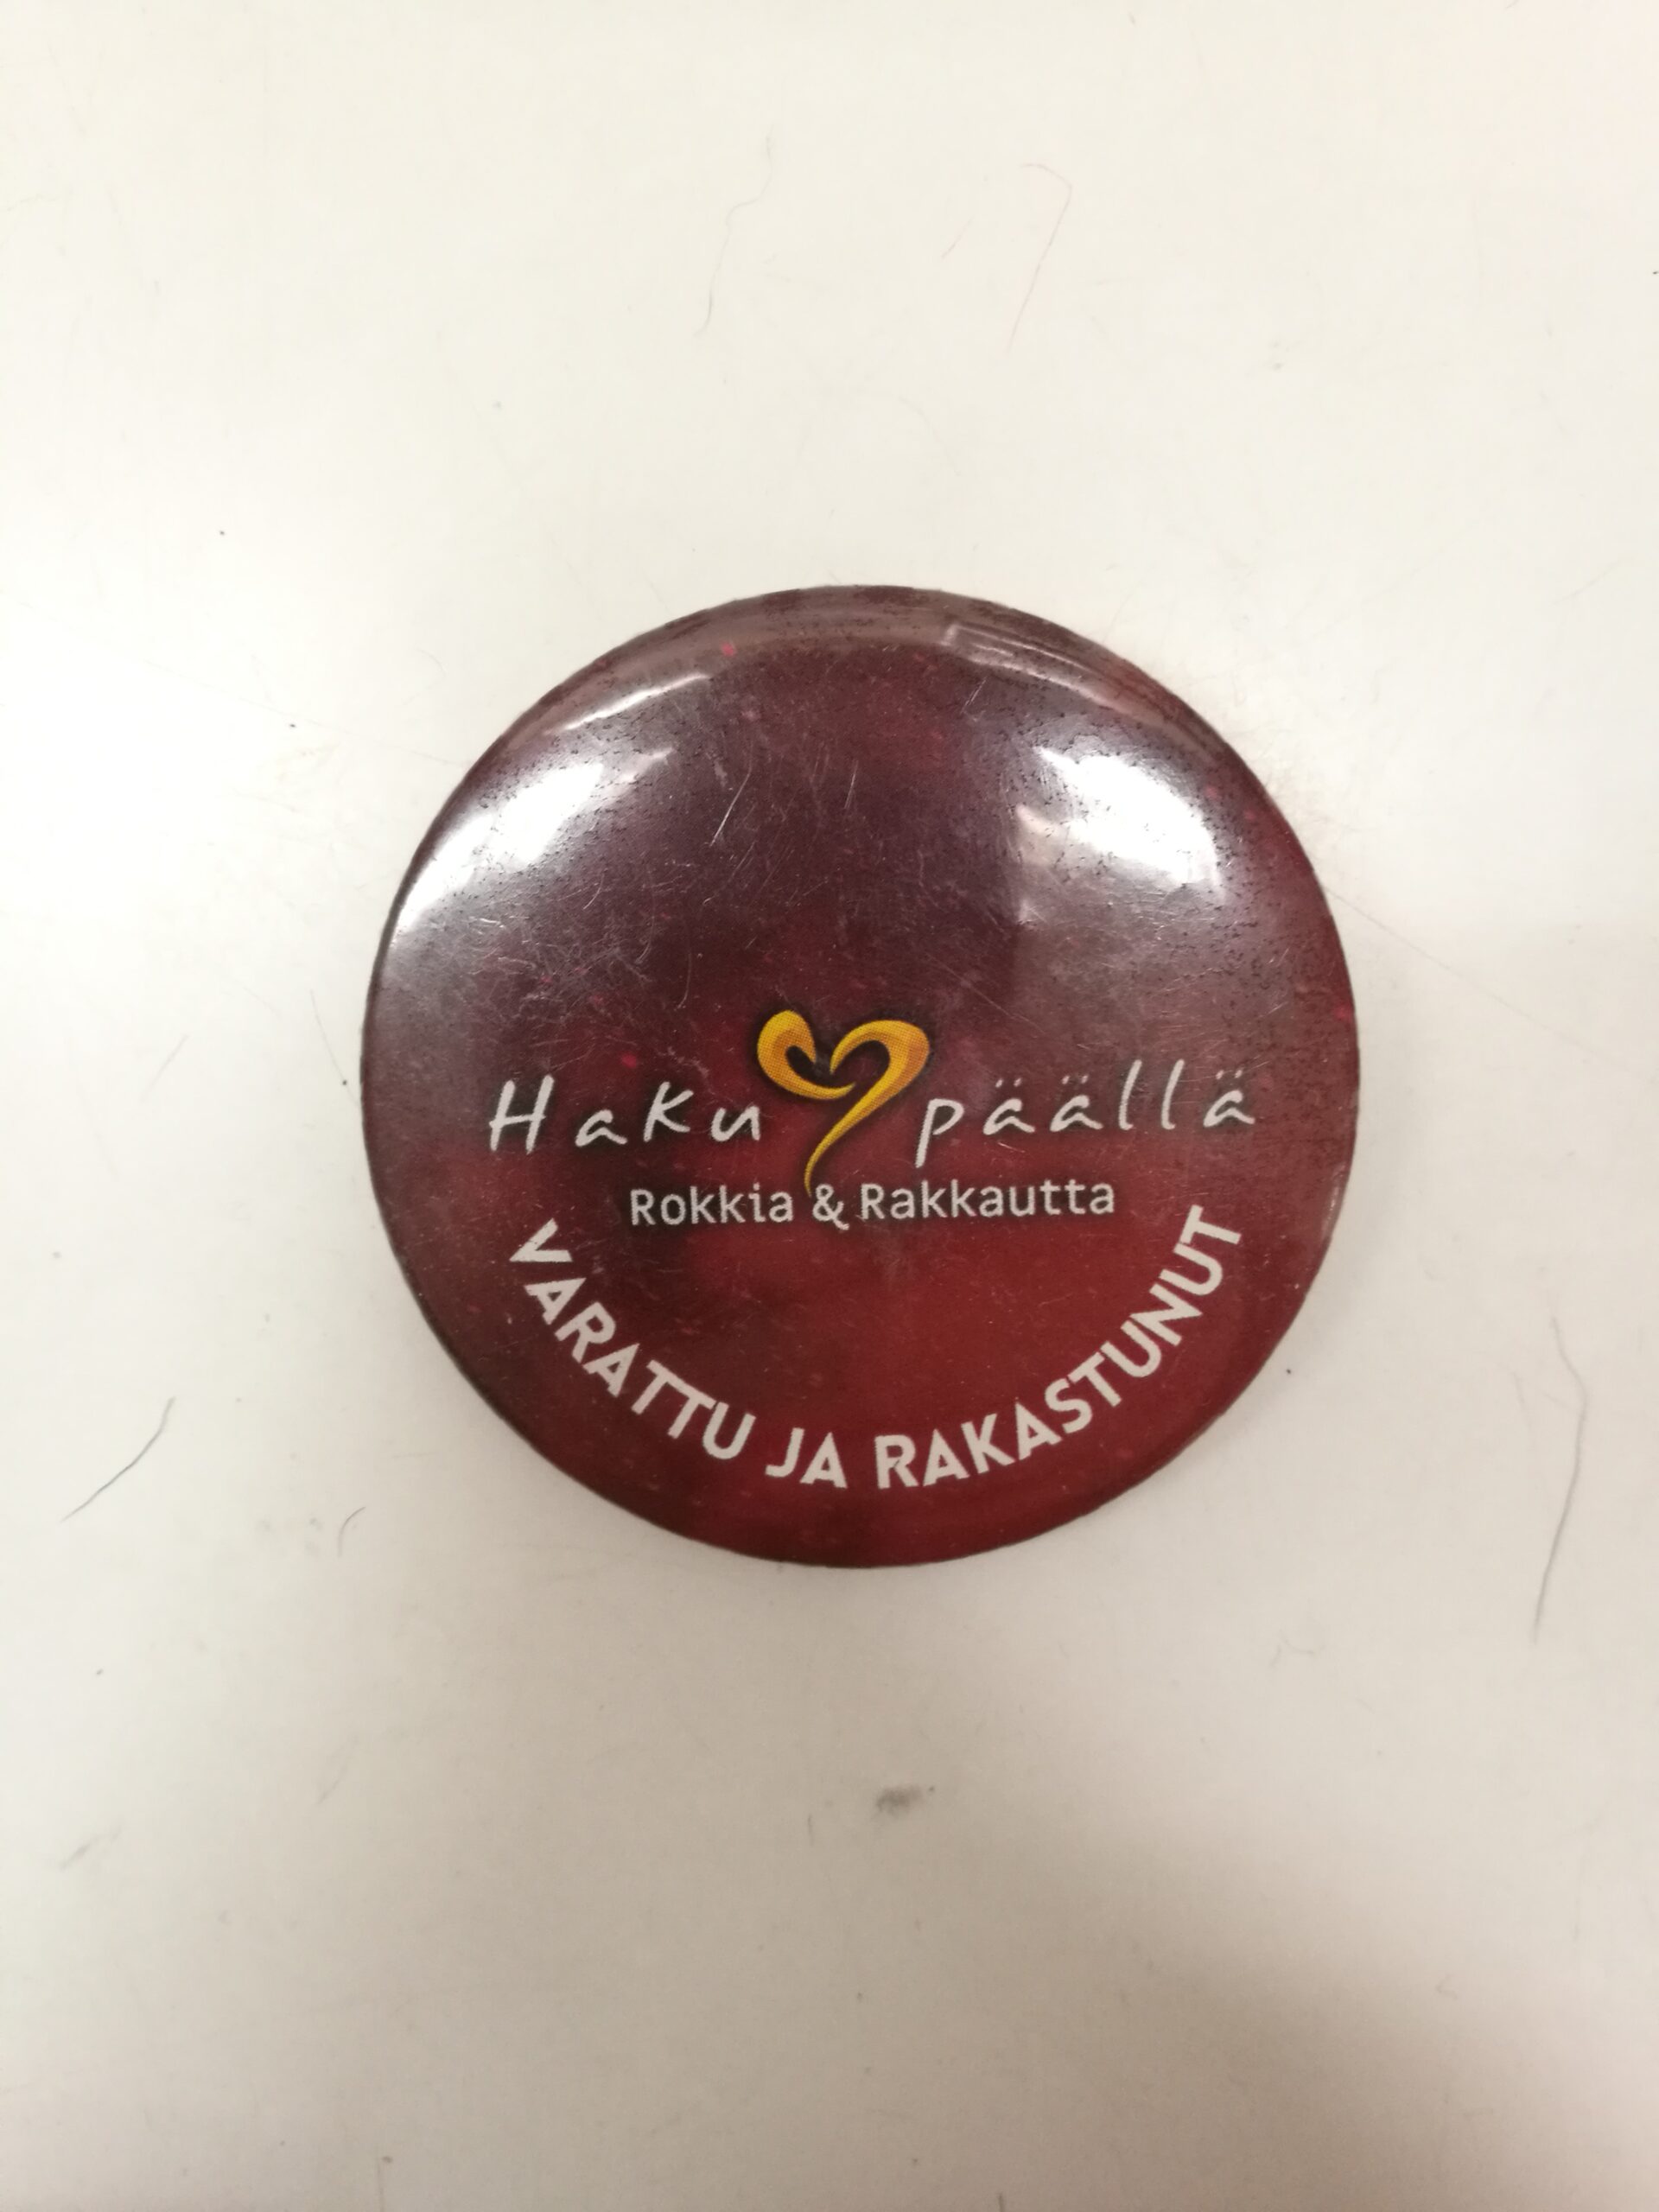 Haku päällä
Rokkia & Rakkautta
VARATTU JA RAKASTUNUT